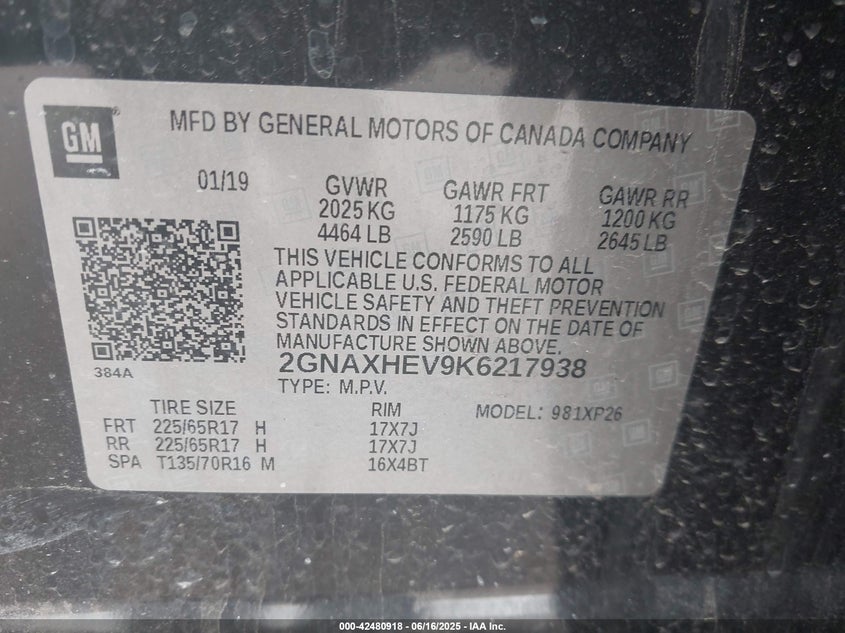 GM
MFD BY GENERAL MOTORS OF CANADA COMPANY
01/19 GVWR GAWR FRT GAWR RR
2025 KG 1175 KG 1200 KG
4464 LB 2590 LB 2645 LB
THIS VEHICLE CONFORMS TO ALL
APPLICABLE U.S. FEDERAL MOTOR
VEHICLE SAFETY AND THEFT PREVENTION
STANDARDS IN EFFECT ON THE DATE OF
MANUFACTURE SHOWN ABOVE.
384A
2GNAXHEV9K6217938
TYPE: M.P.V.
TIRE SIZE RIM MODEL: 981XP26
FRT 225/65R17 H 17X7J
RR 225/65R17 H 17X7J
SPA T135/70R16 M 16X4BT
000-42480918 - 06/16/2025 - IAA Inc.